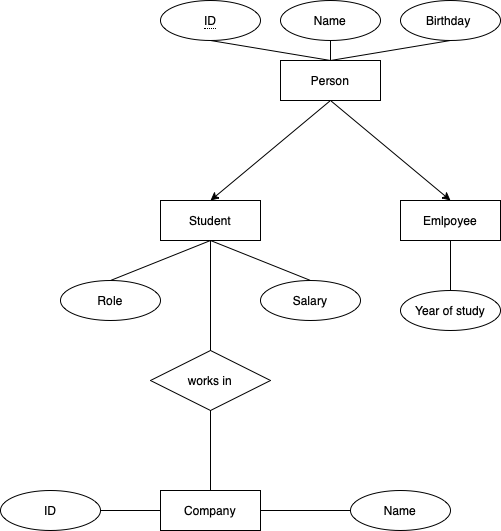 ID
Name
Birthday
Person
Student
Emlpoyee
Role
Salary
Year of study
works in
ID
Company
Name